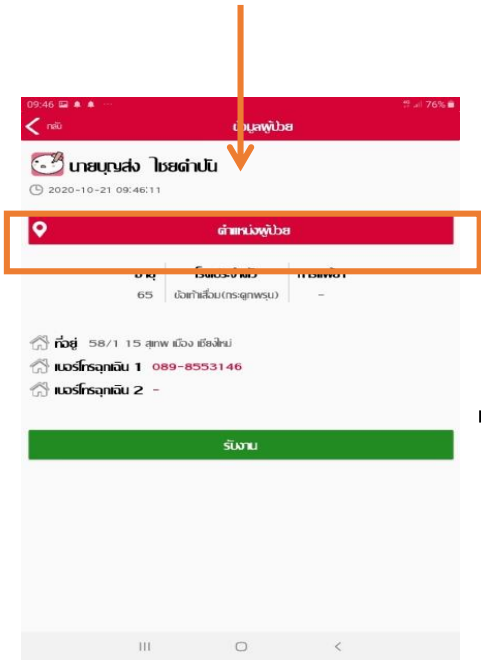 09:46 76%
กลับ ข้อมูลผู้ป่วย
นายบุญส่ง ไชยคำปัน
2020-10-21 09:46:11
ตำแหน่งผู้ป่วย
อายุ โรคประจำตัว การแพ้ยา
65 ข้อเท้าเสื่อม(กระดูกพรุน) -
ที่อยู่ 58/1 15 สุเทพ เมือง เชียงใหม่
เบอร์โทรฉุกเฉิน 1 089-8553146
เบอร์โทรฉุกเฉิน 2 -
รับงาน